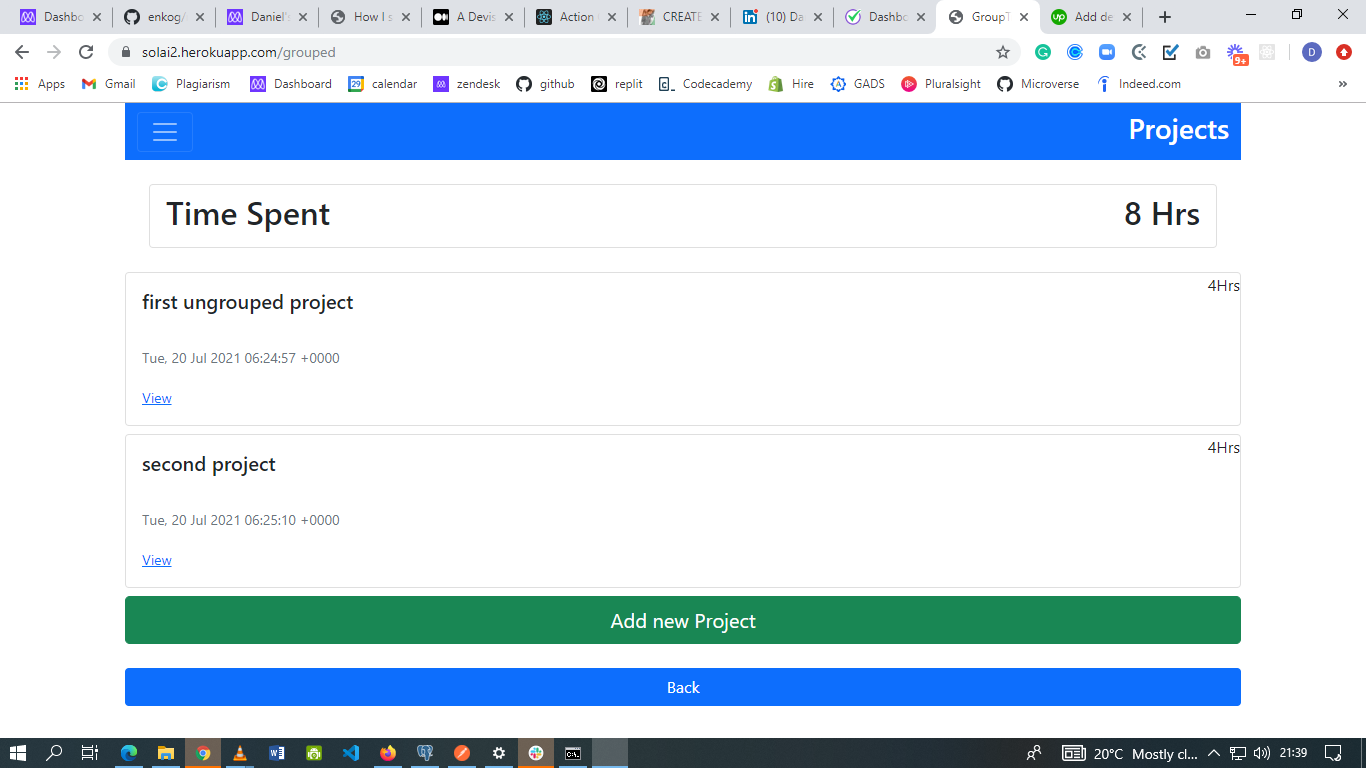 Dashbo
enkog/
Daniel's
How I s
A Devis
Action
CREATE
(10) Da
Dashbo
GroupT
Add de
solai2.herokuapp.com/grouped
9+
D
Apps
Gmail
Plagiarism
Dashboard
calendar
zendesk
github
replit
Codecademy
Hire
GADS
Pluralsight
Microverse
Indeed.com
»
Projects
Time Spent 8 Hrs
4Hrs
first ungrouped project
Tue, 20 Jul 2021 06:24:57 +0000
View
4Hrs
second project
Tue, 20 Jul 2021 06:25:10 +0000
View
Add new Project
Back
20°C Mostly cl... 21:39